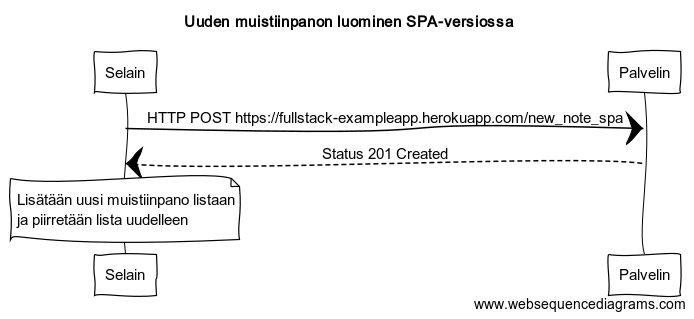 Uuden muistiinpanon luominen SPA-versiossa
Selain
Palvelin
HTTP POST https://fullstack-exampleapp.herokuapp.com/new_note_spa
Status 201 Created
Lisätään uusi muistiinpano listaan
ja piirretään lista uudelleen
Selain
Palvelin
www.websequencediagrams.com